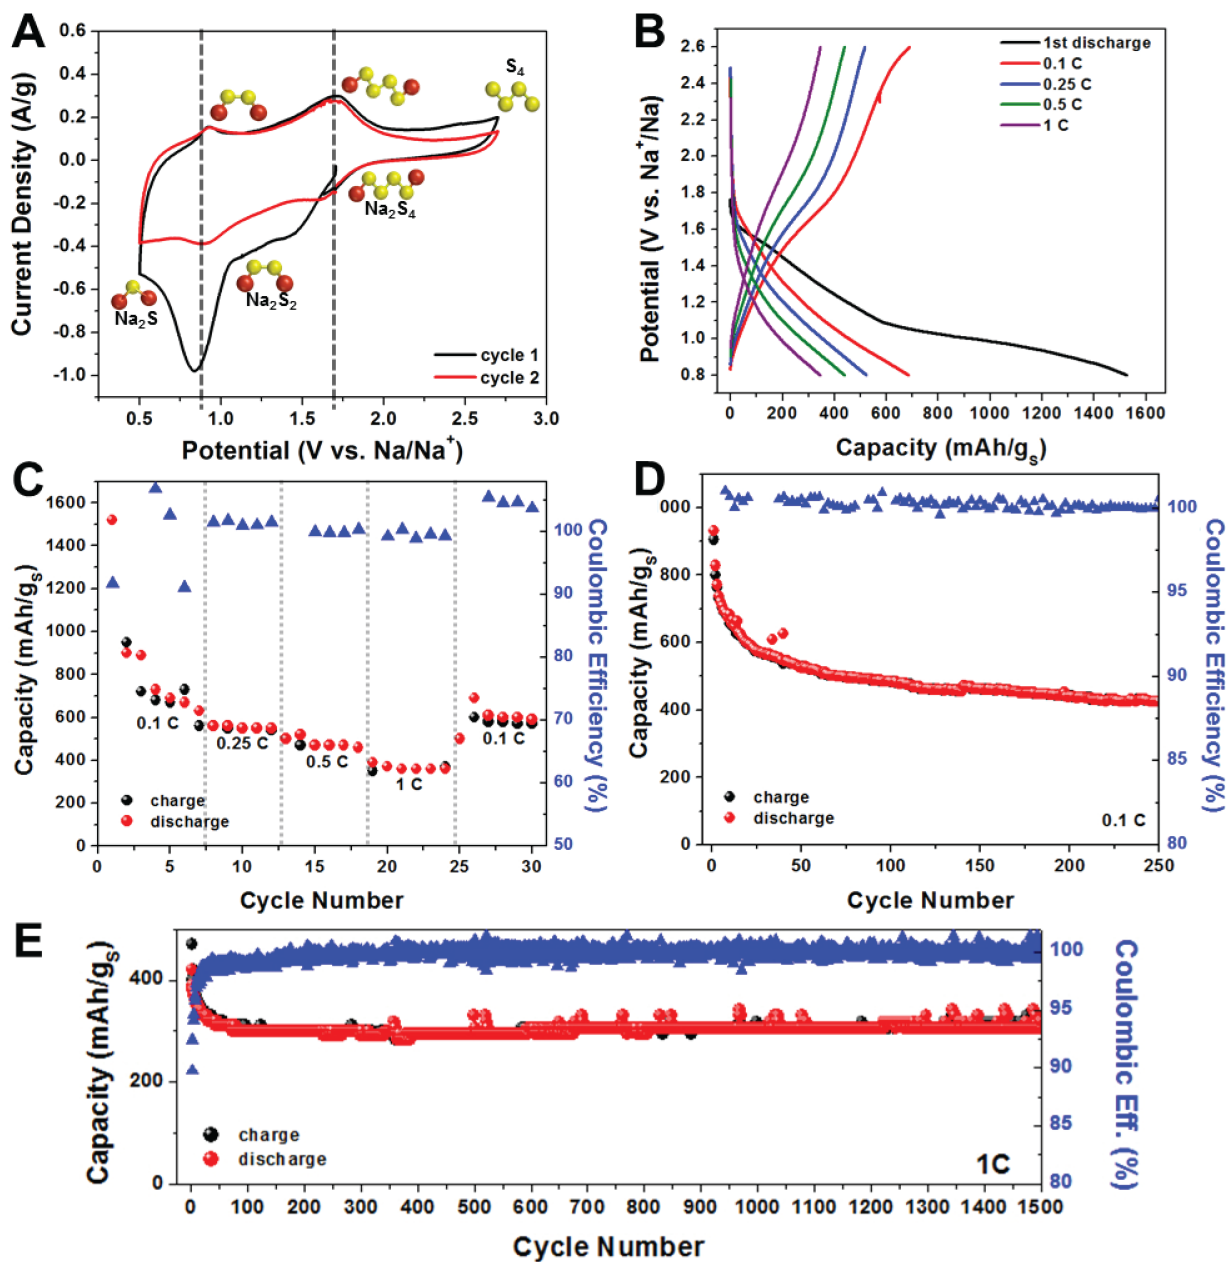 A
0.6
0.4
0.2
0.0
-0.2
-0.4
-0.6
-0.8
-1.0
Current Density (A/g)
S4
Na2S4
Na2S2
Na2S
cycle 1
cycle 2
0.5 1.0 1.5 2.0 2.5 3.0
Potential (V vs. Na/Na+)
B
2.6
2.4
2.2
2.0
1.8
1.6
1.4
1.2
1.0
0.8
Potential (V vs. Na+/Na)
1st discharge
0.1 C
0.25 C
0.5 C
1 C
0 200 400 600 800 1000 1200 1400 1600
Capacity (mAh/gs)
C
1600
1400
1200
1000
800
600
400
200
0
Capacity (mAh/gs)
0.1 C
0.25 C
0.5 C
1 C
0.1 C
charge
discharge
100
90
80
70
60
50
Coulombic Efficiency (%)
0 5 10 15 20 25 30
Cycle Number
D
000
800
600
400
200
0
Capacity (mAh/gs)
charge
discharge
0.1 C
100
95
90
85
80
Coulombic Efficiency (%)
0 50 100 150 200 250
Cycle Number
E
400
200
0
Capacity (mAh/gs)
charge
discharge
1C
100
95
90
85
80
Coulombic Eff. (%)
0 100 200 300 400 500 600 700 800 900 1000 1100 1200 1300 1400 1500
Cycle Number